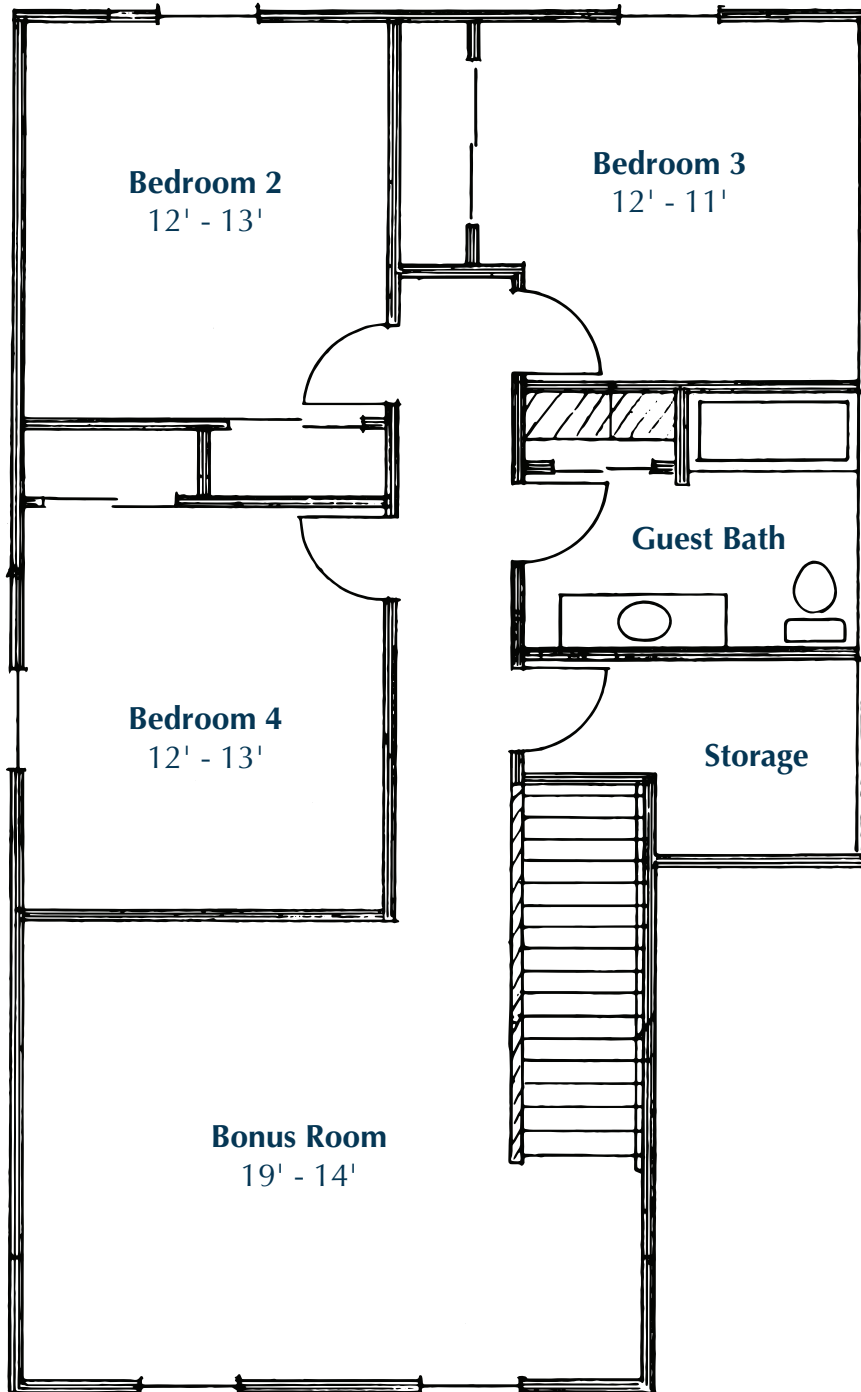 Bedroom 2
12' - 13'
Bedroom 3
12' - 11'
Guest Bath
Bedroom 4
12' - 13'
Storage
Bonus Room
19' - 14'